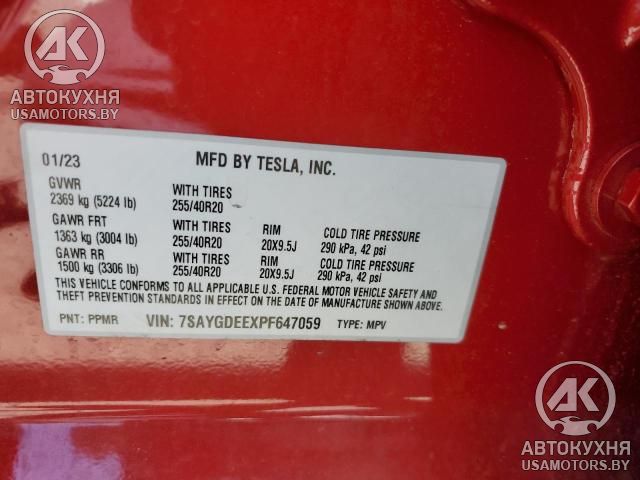 АК
АВТОКУХНЯ
USAMOTORS.BY
01/23 MFD BY TESLA, INC.
GVWR WITH TIRES
2369 kg (5224 lb) 255/40R20
GAWR FRT WITH TIRES RIM COLD TIRE PRESSURE
1363 kg (3004 lb) 255/40R20 20X9.5J 290 kPa, 42 psi
GAWR RR WITH TIRES RIM COLD TIRE PRESSURE
1500 kg (3306 lb) 255/40R20 20X9.5J 290 kPa, 42 psi
THIS VEHICLE CONFORMS TO ALL APPLICABLE U.S. FEDERAL MOTOR VEHICLE SAFETY AND
THEFT PREVENTION STANDARDS IN EFFECT ON THE DATE OF MANUFACTURE SHOWN ABOVE.
PNT: PPMR VIN: 7SAYGDEEXPF647059 TYPE: MPV
АК
АВТОКУХНЯ
USAMOTORS.BY